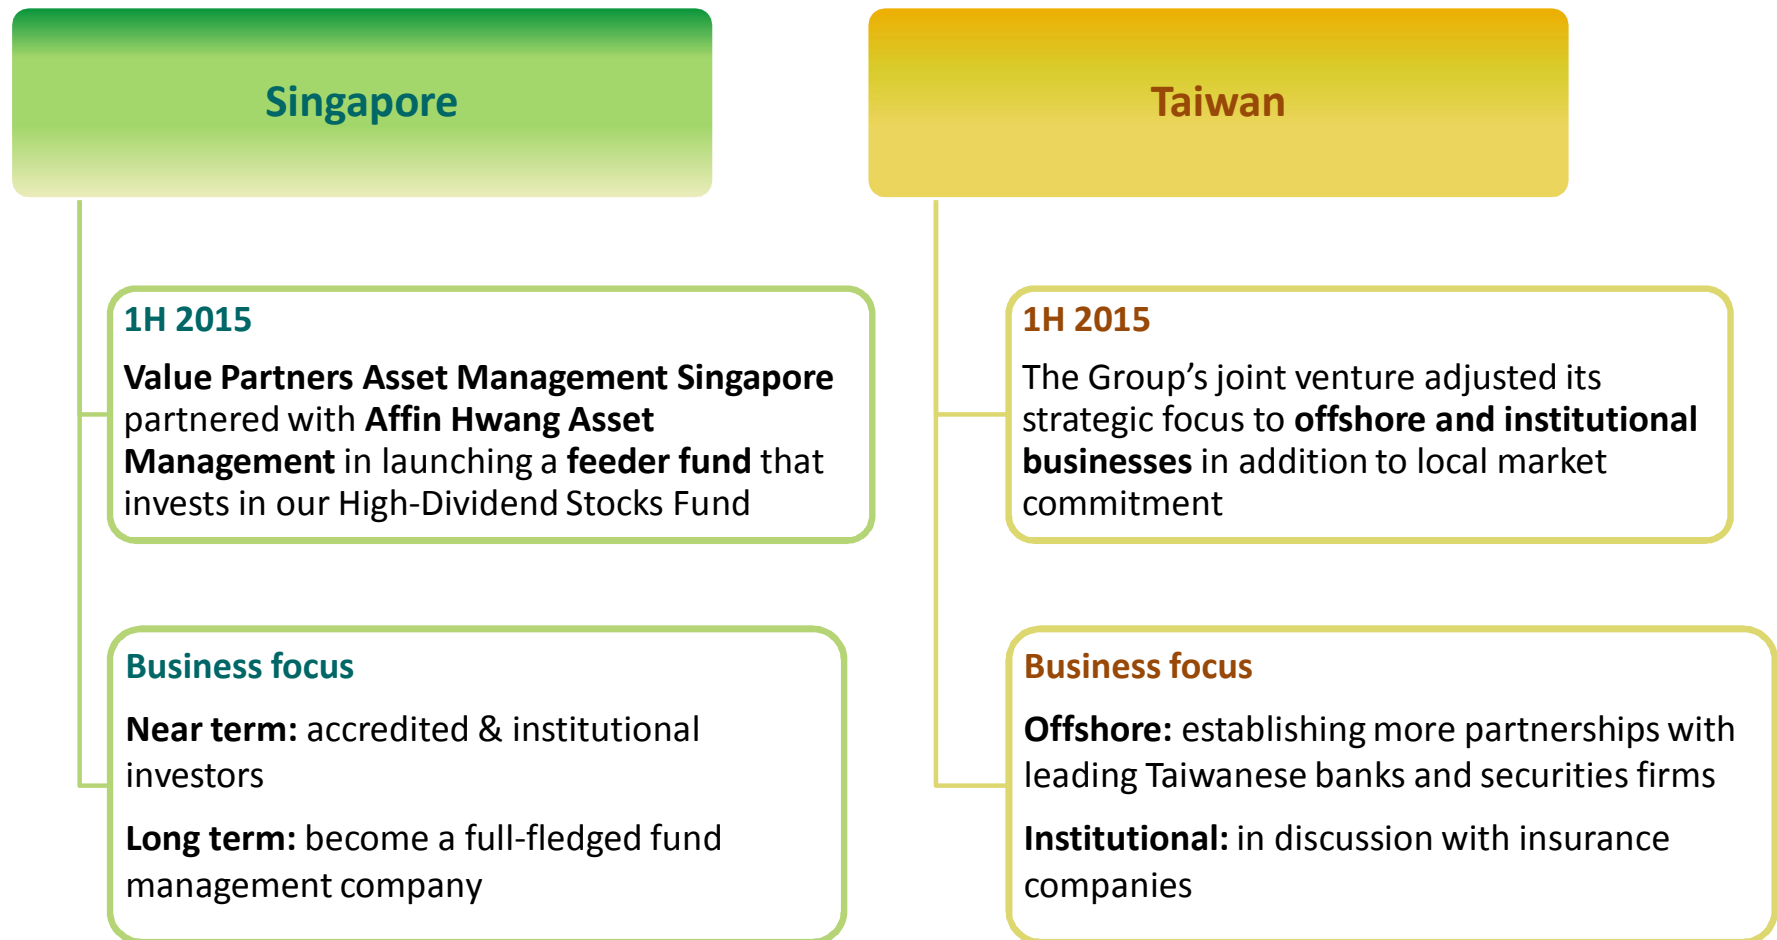 Singapore
1H 2015
Value Partners Asset Management Singapore
partnered with Affin Hwang Asset
Management in launching a feeder fund that
invests in our High-Dividend Stocks Fund
Business focus
Near term: accredited & institutional
investors
Long term: become a full-fledged fund
management company
Taiwan
1H 2015
The Group’s joint venture adjusted its
strategic focus to offshore and institutional
businesses in addition to local market
commitment
Business focus
Offshore: establishing more partnerships with
leading Taiwanese banks and securities firms
Institutional: in discussion with insurance
companies